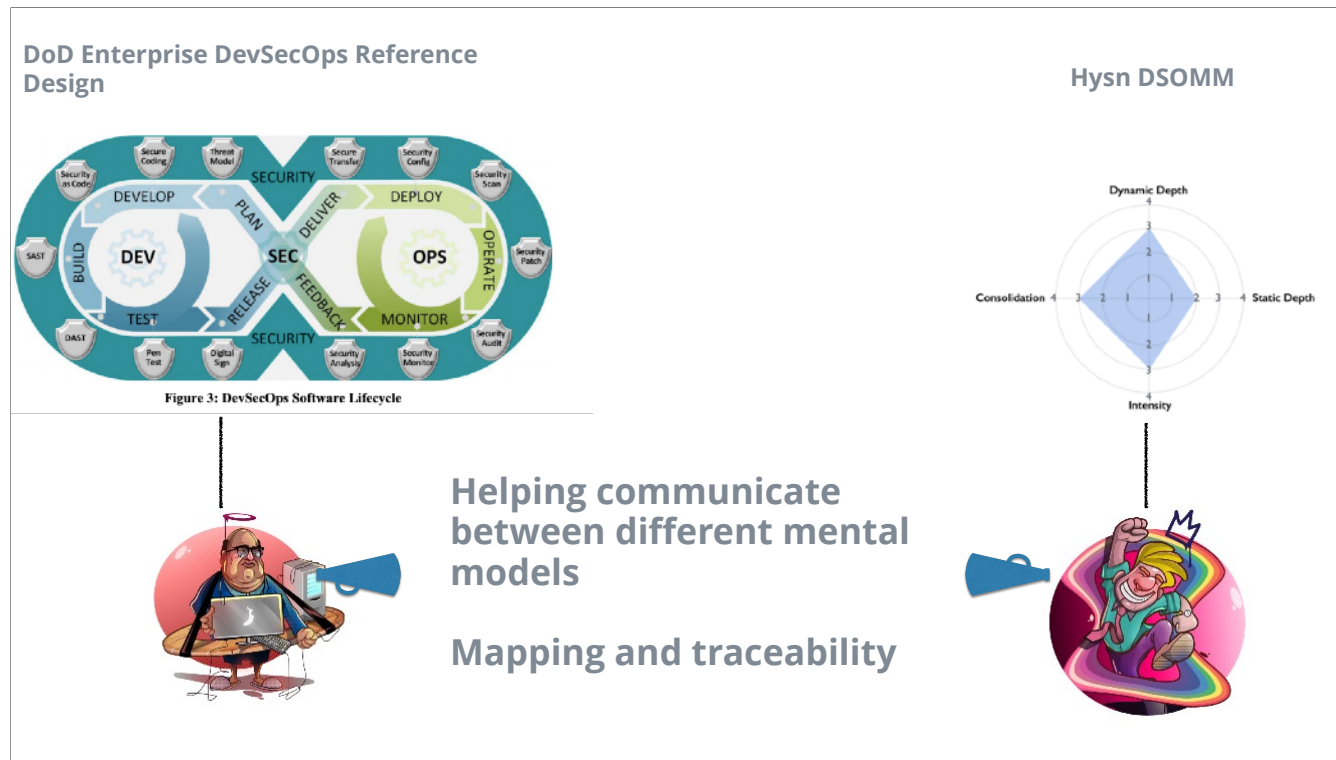 DoD Enterprise DevSecOps Reference
Design
Hysn DSOMM
Secure
Coding
Threat
Model
Secure
Transfer
Security
Config
Security
as Code
SECURITY
Security
Scan
DEVELOP
PLAN
DELIVER
DEPLOY
SAST
BUILD
DEV
SEC
OPS
OPERATE
Security
Patch
TEST
RELEASE
FEEDBACK
MONITOR
DAST
Pen
Test
Digital
Sign
SECURITY
Security
Analysis
Security
Monitor
Security
Audit
Figure 3: DevSecOps Software Lifecycle
Dynamic Depth
4
3
2
1
Consolidation 4 3 2 1 1 2 3 4 Static Depth
1
2
3
4
Intensity
Helping communicate
between different mental
models
Mapping and traceability